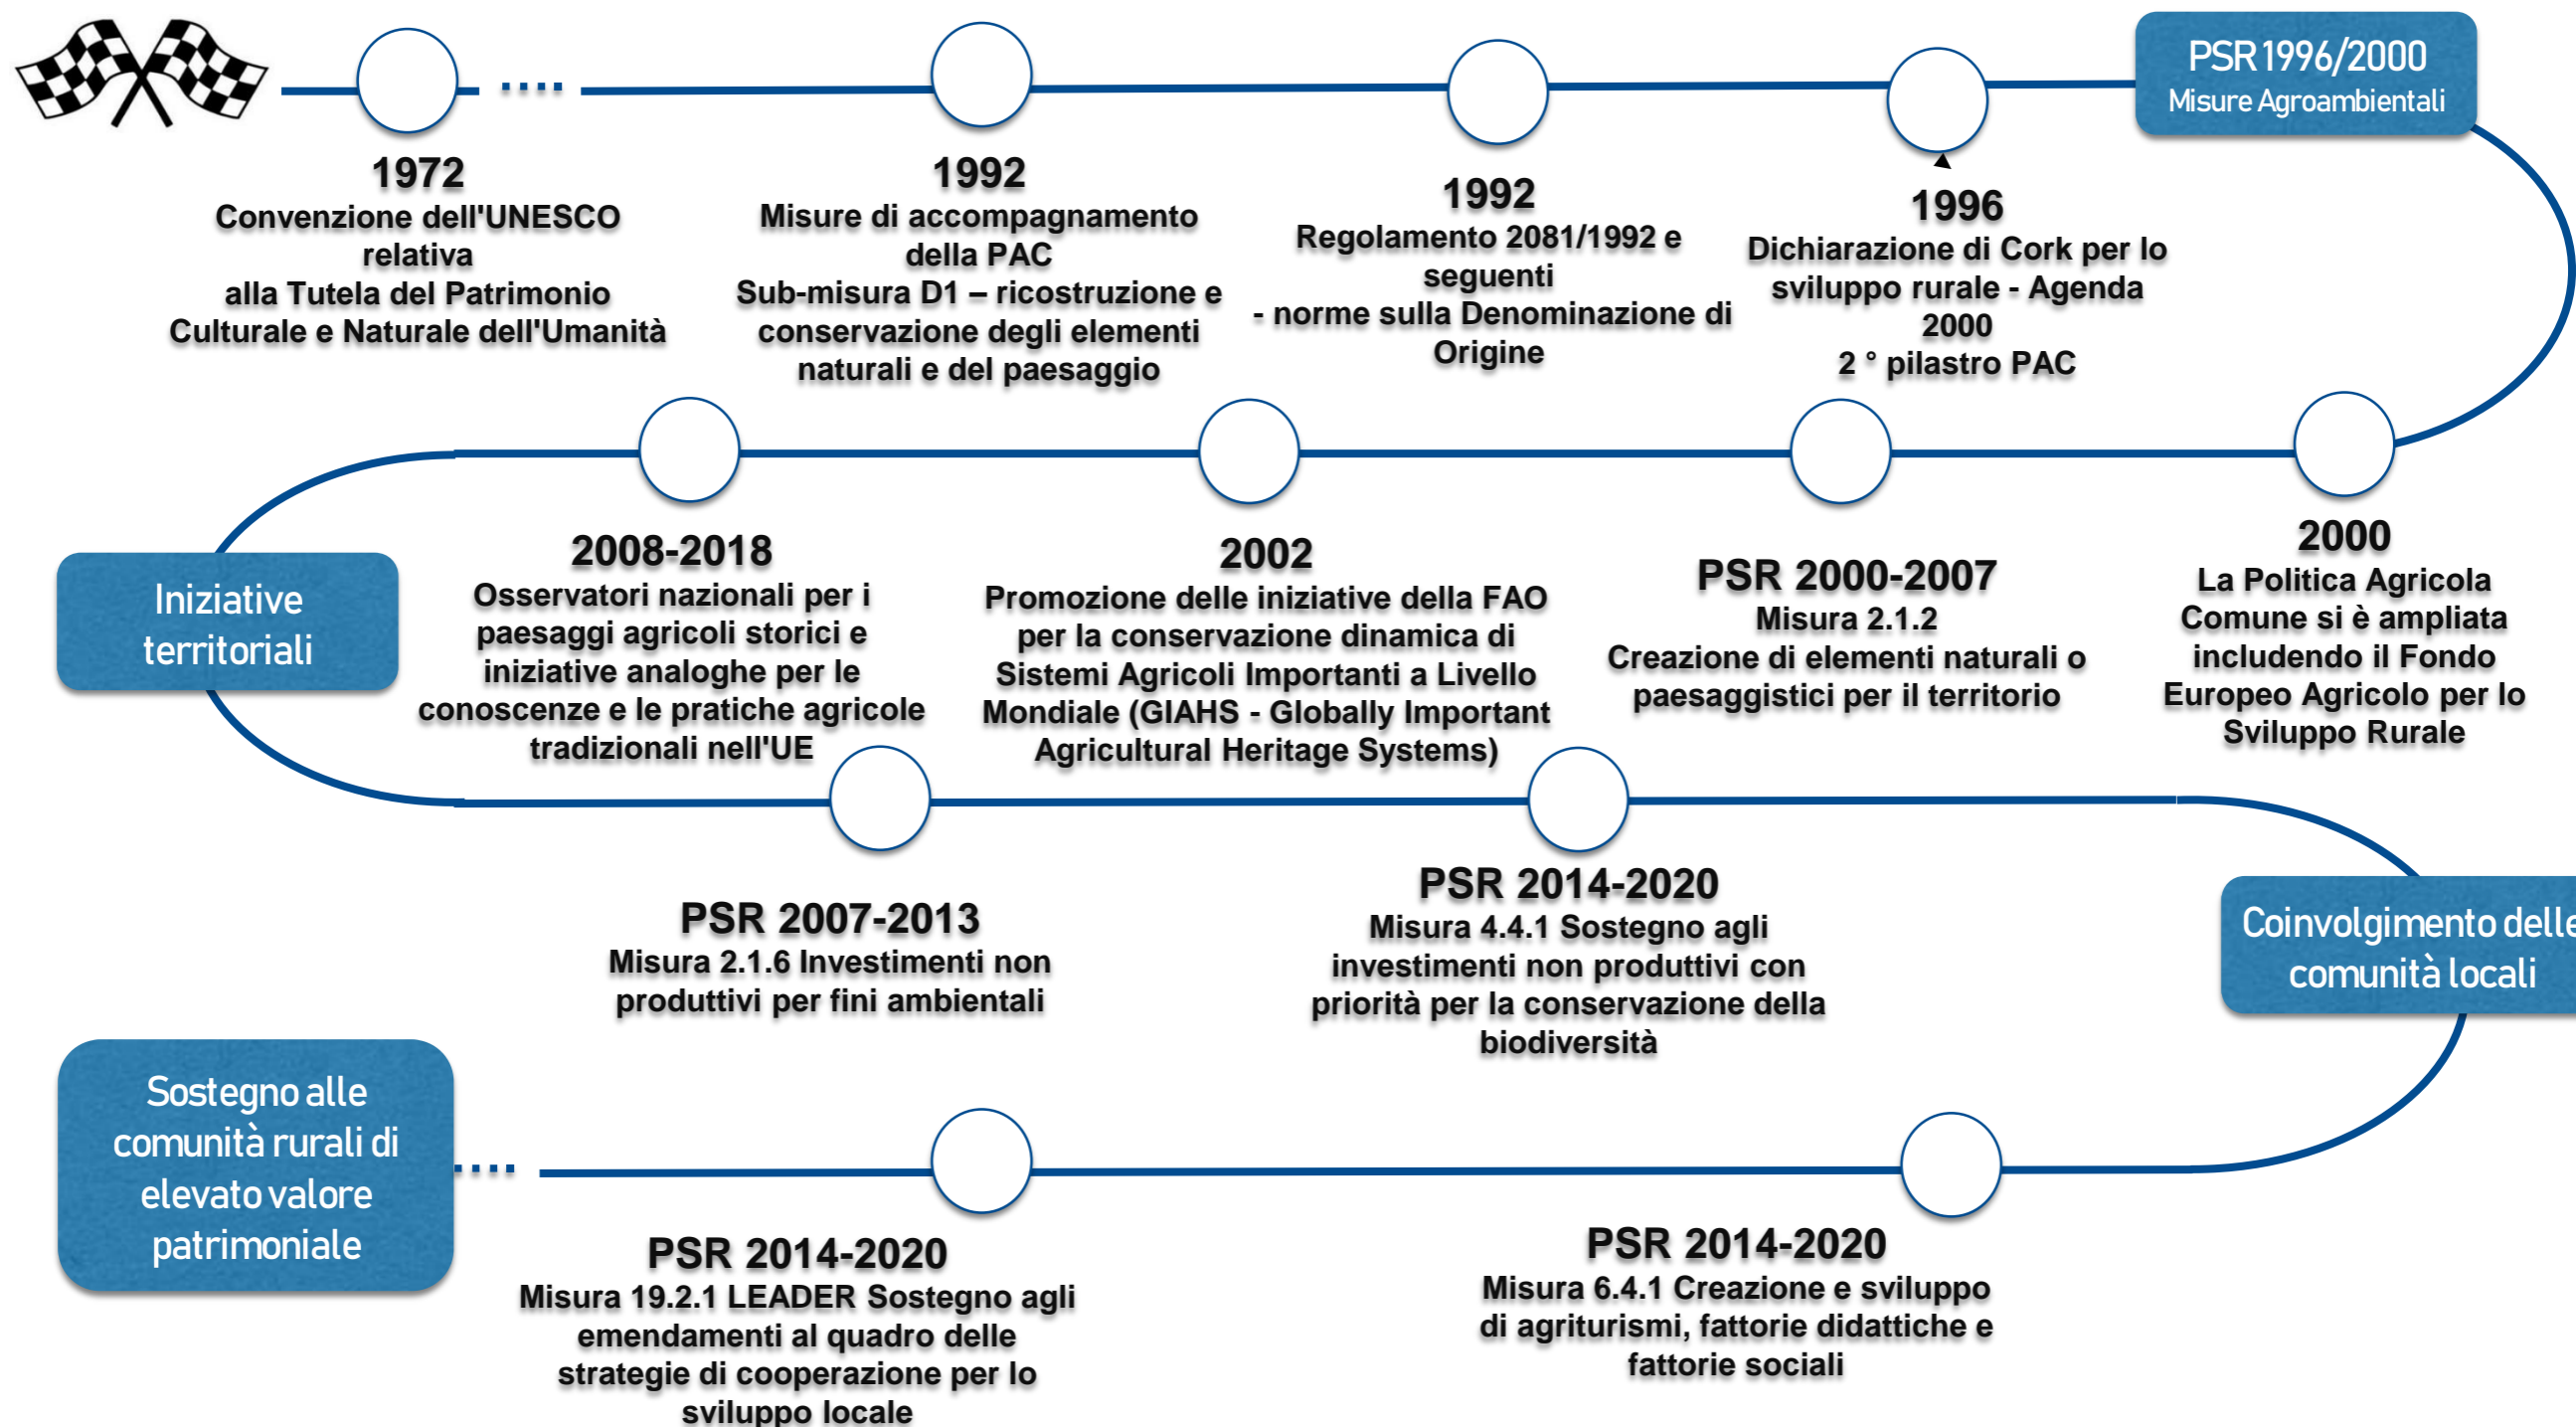 PSR 1996/2000
Misure Agroambientali
1972
Convenzione dell'UNESCO
relativa
alla Tutela del Patrimonio
Culturale e Naturale dell'Umanità
1992
Misure di accompagnamento
della PAC
Sub-misura D1 – ricostruzione e
conservazione degli elementi
naturali e del paesaggio
1992
Regolamento 2081/1992 e
seguenti
- norme sulla Denominazione di
Origine
1996
Dichiarazione di Cork per lo
sviluppo rurale - Agenda
2000
2 ° pilastro PAC
2000
La Politica Agricola
Comune si è ampliata
includendo il Fondo
Europeo Agricolo per lo
Sviluppo Rurale
PSR 2000-2007
Misura 2.1.2
Creazione di elementi naturali o
paesaggistici per il territorio
2002
Promozione delle iniziative della FAO
per la conservazione dinamica di
Sistemi Agricoli Importanti a Livello
Mondiale (GIAHS - Globally Important
Agricultural Heritage Systems)
2008-2018
Osservatori nazionali per i
paesaggi agricoli storici e
iniziative analoghe per le
conoscenze e le pratiche agricole
tradizionali nell'UE
Iniziative
territoriali
PSR 2007-2013
Misura 2.1.6 Investimenti non
produttivi per fini ambientali
PSR 2014-2020
Misura 4.4.1 Sostegno agli
investimenti non produttivi con
priorità per la conservazione della
biodiversità
Coinvolgimento delle
comunità locali
PSR 2014-2020
Misura 6.4.1 Creazione e sviluppo
di agriturismi, fattorie didattiche e
fattorie sociali
PSR 2014-2020
Misura 19.2.1 LEADER Sostegno agli
emendamenti al quadro delle
strategie di cooperazione per lo
sviluppo locale
Sostegno alle
comunità rurali di
elevato valore
patrimoniale